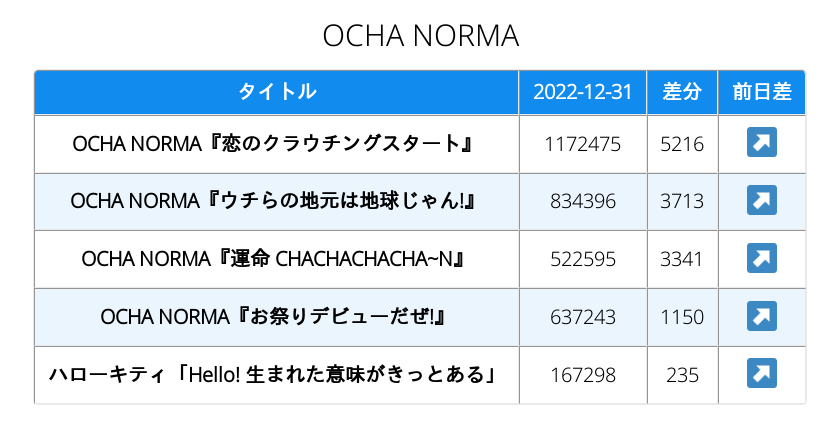 OCHA NORMA
タイトル 2022-12-31 差分 前日差
OCHA NORMA『恋のクラウチングスタート』 1172475 5216 ↗
OCHA NORMA『ウチらの地元は地球じゃん!』 834396 3713 ↗
OCHA NORMA『運命 CHACHACHACHA~N』 522595 3341 ↗
OCHA NORMA『お祭りデビューだぜ!』 637243 1150 ↗
ハローキティ「Hello! 生まれた意味がきっとある」 167298 235 ↗